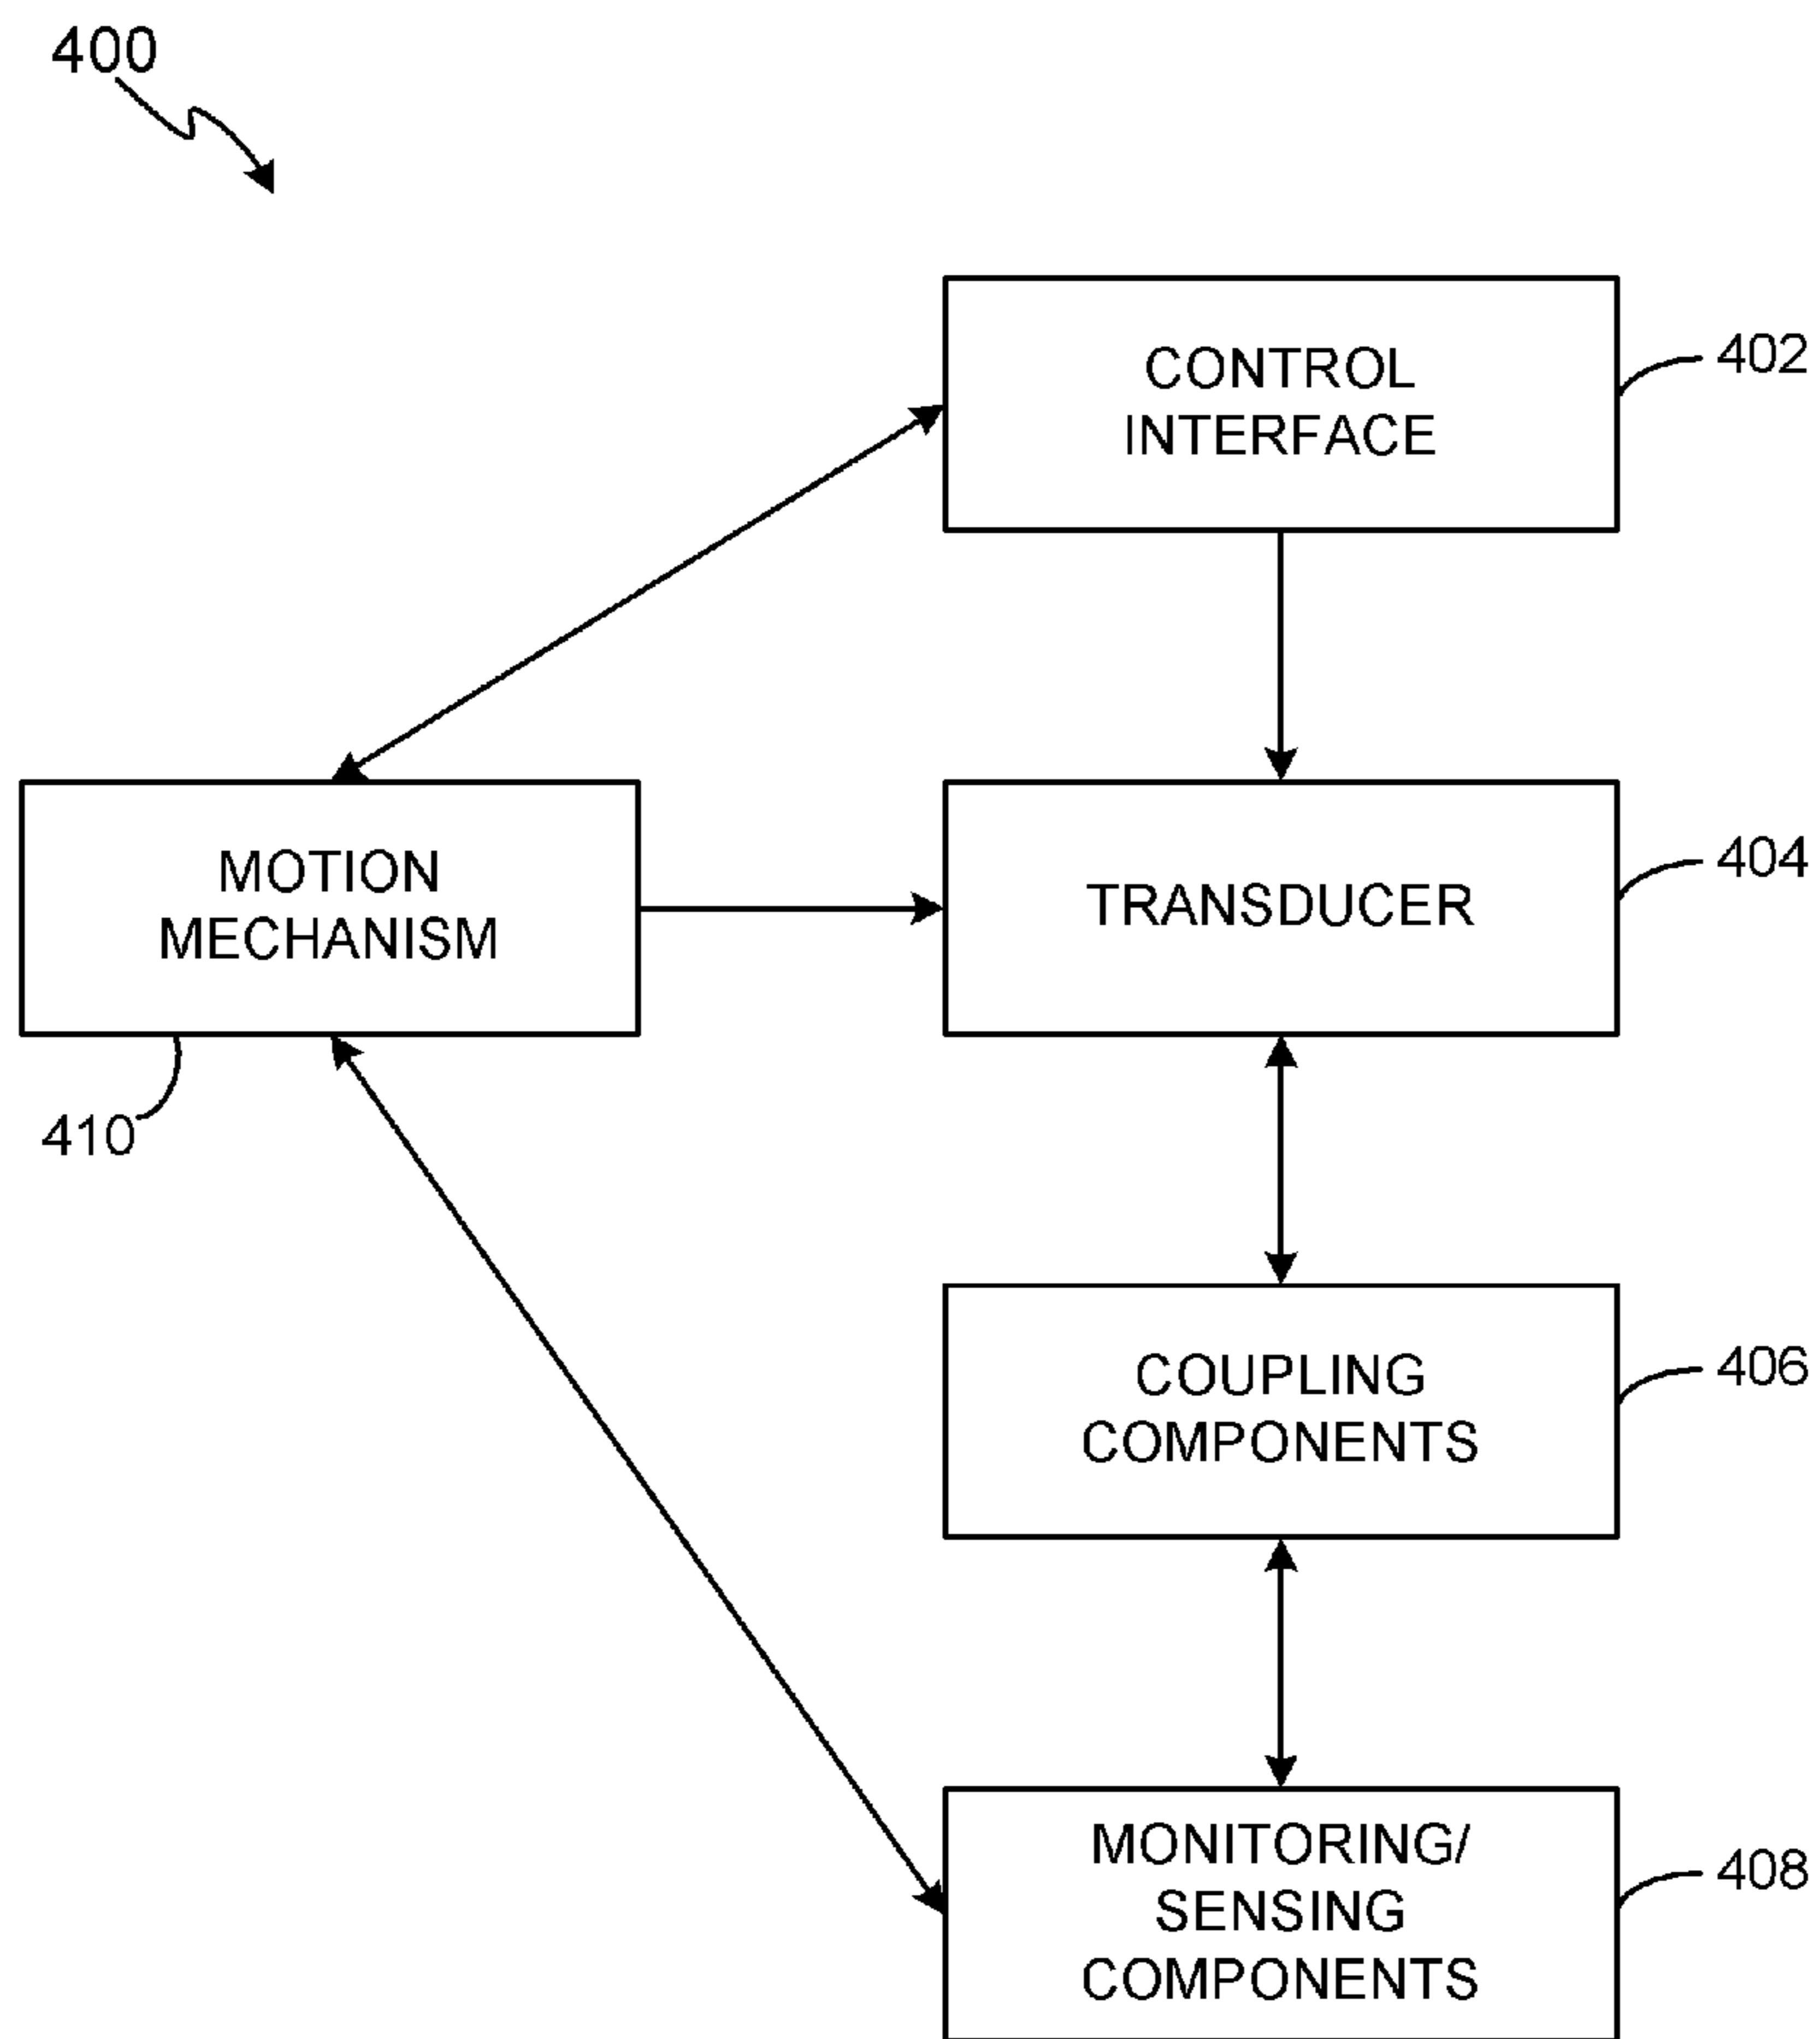 400
CONTROL
INTERFACE
402
MOTION
MECHANISM
410
TRANSDUCER
404
COUPLING
COMPONENTS
406
MONITORING/
SENSING
COMPONENTS
408